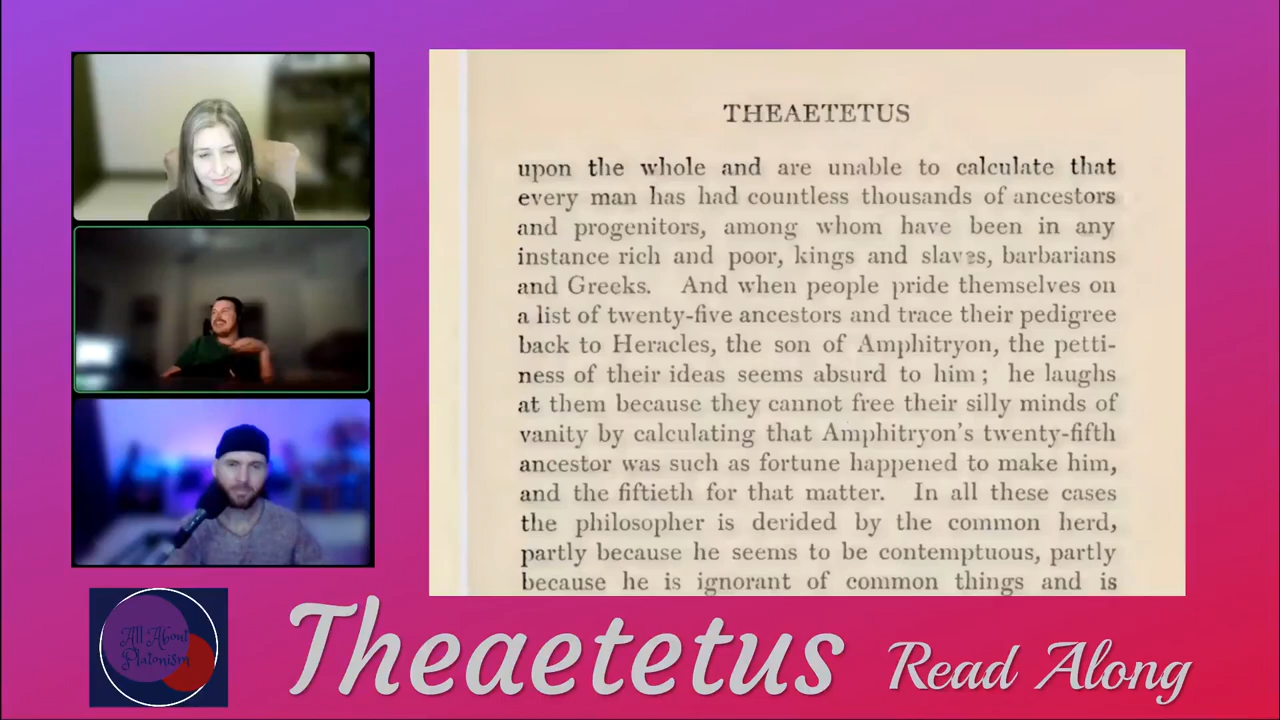 THEAETETUS
upon the whole and are unable to calculate that
every man has had countless thousands of ancestors
and progenitors, among whom have been in any
instance rich and poor, kings and slaves, barbarians
and Greeks. And when people pride themselves on
a list of twenty-five ancestors and trace their pedigree
back to Heracles, the son of Amphitryon, the petti-
ness of their ideas seems absurd to him; he laughs
at them because they cannot free their silly minds of
vanity by calculating that Amphitryon's twenty-fifth
ancestor was such as fortune happened to make him,
and the fiftieth for that matter. In all these cases
the philosopher is derided by the common herd,
partly because he seems to be contemptuous, partly
because he is ignorant of common things and is
All About
Platonism
Theaetetus Read Along